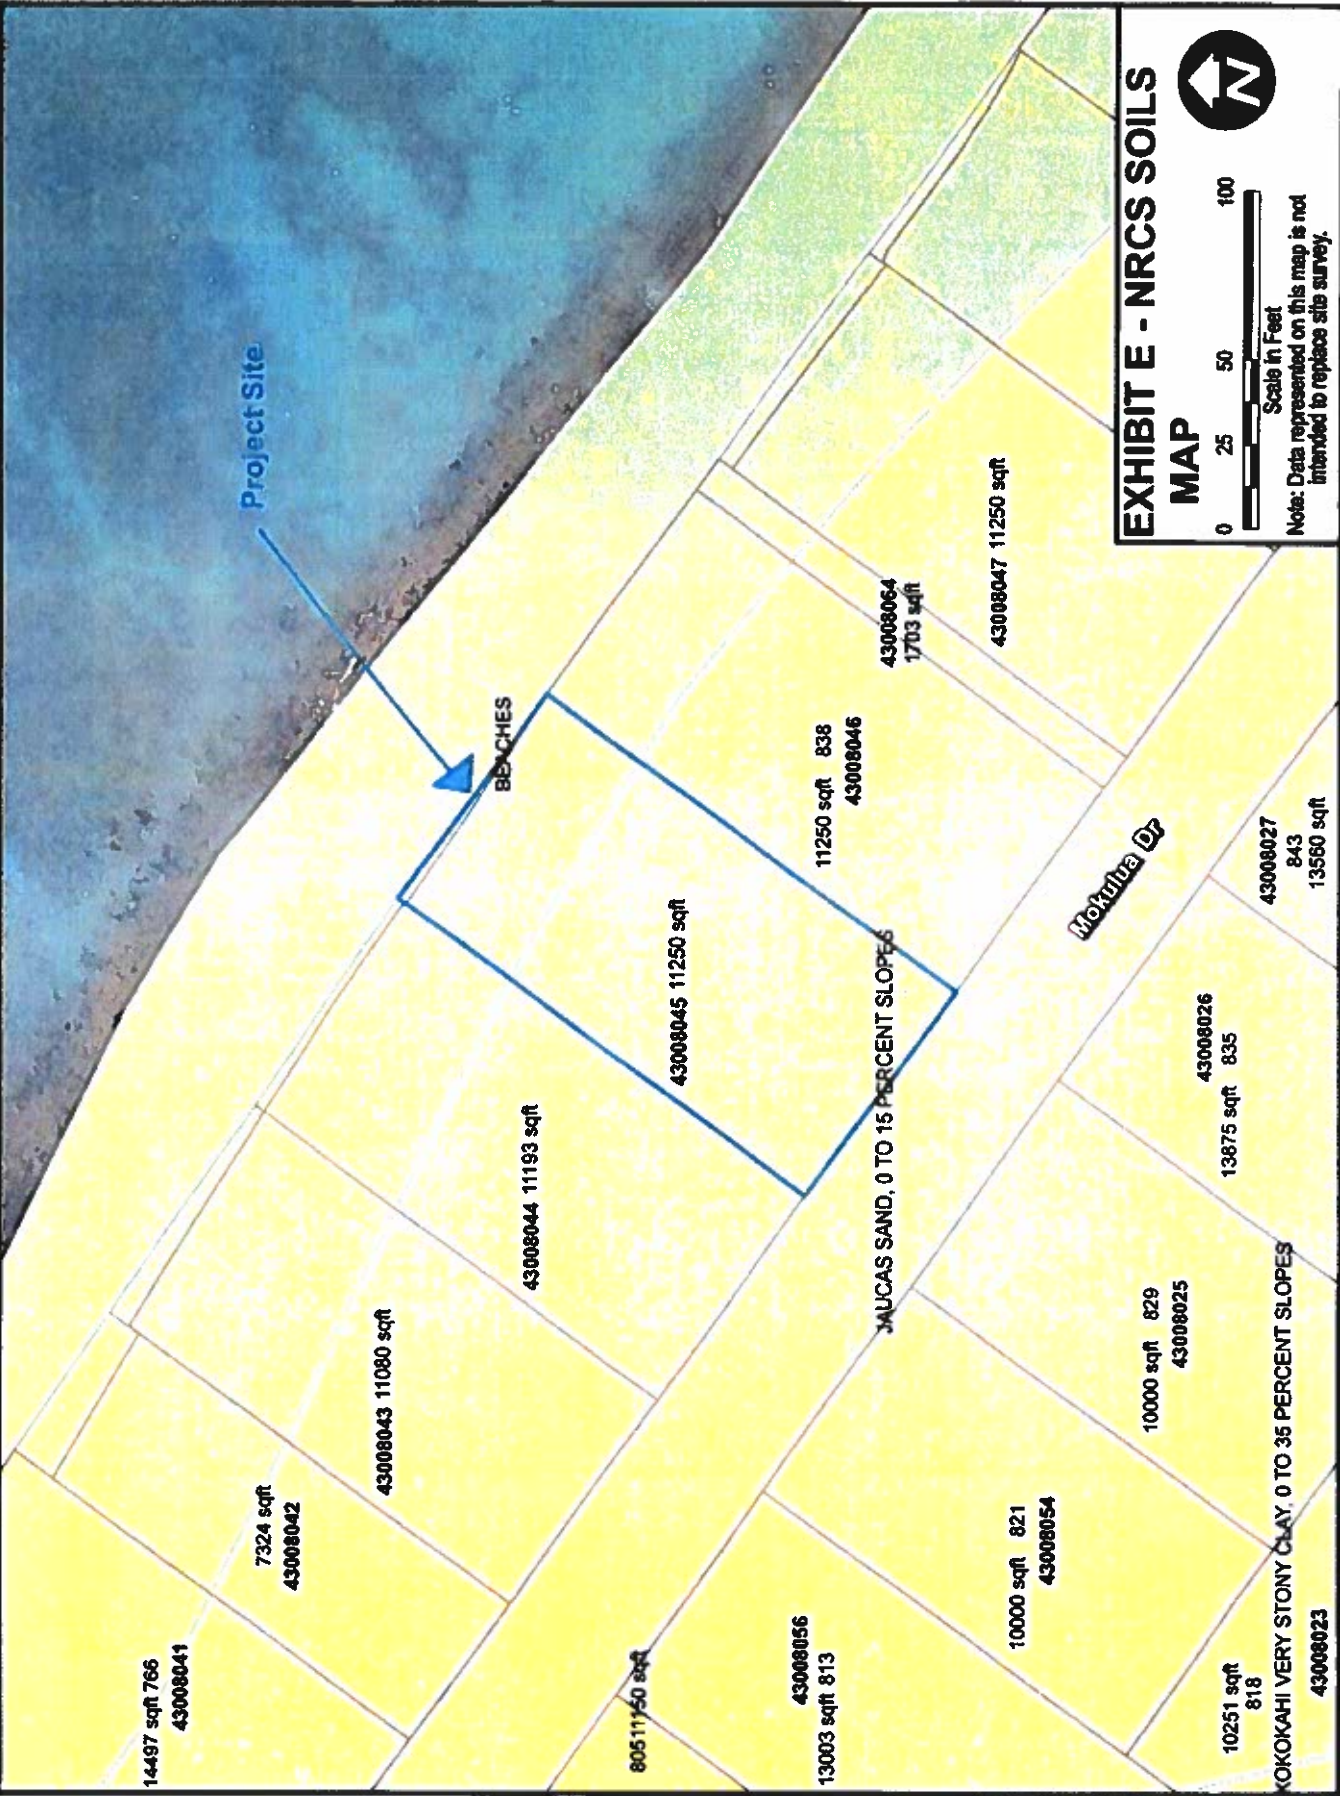 Project Site
BEACHES
14497 sqft 766
43008041
7324 sqft
43008042
43008043 11080 sqft
43008044 11193 sqft
43008045 11250 sqft
11250 sqft 838
43008046
43008064
1703 sqft
43008047 11250 sqft
JAUCAS SAND, 0 TO 15 PERCENT SLOPES
Mokulua Dr
80511150 sqft
43008056
13003 sqft 813
10000 sqft 821
43008054
10000 sqft 829
43008025
43008026
13875 sqft 835
43008027
843
13560 sqft
10251 sqft
818
KOKOKAHI VERY STONY CLAY, 0 TO 35 PERCENT SLOPES
43008023
EXHIBIT E - NRCS SOILS
MAP
N
0 25 50 100
Scale in Feet
Note: Data represented on this map is not
intended to replace site survey.